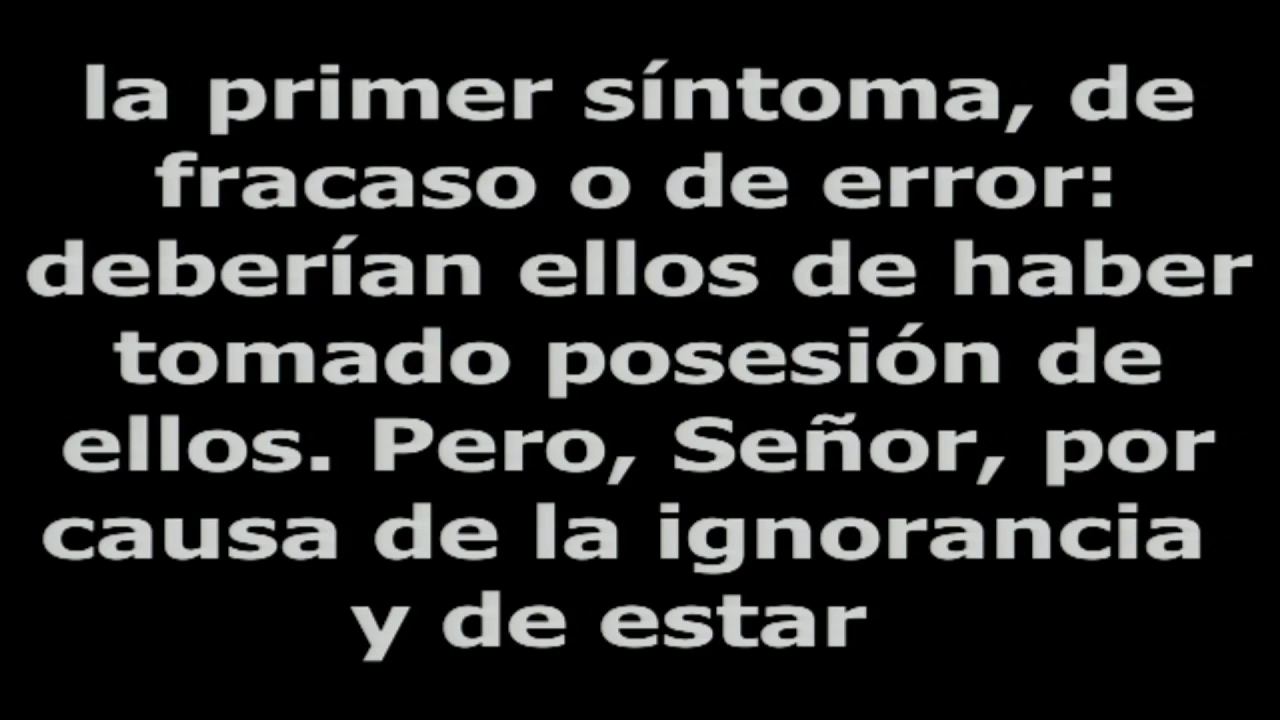 la primer síntoma, de
fracaso o de error:
deberían ellos de haber
tomado posesión de
ellos. Pero, Señor, por
causa de la ignorancia
y de estar